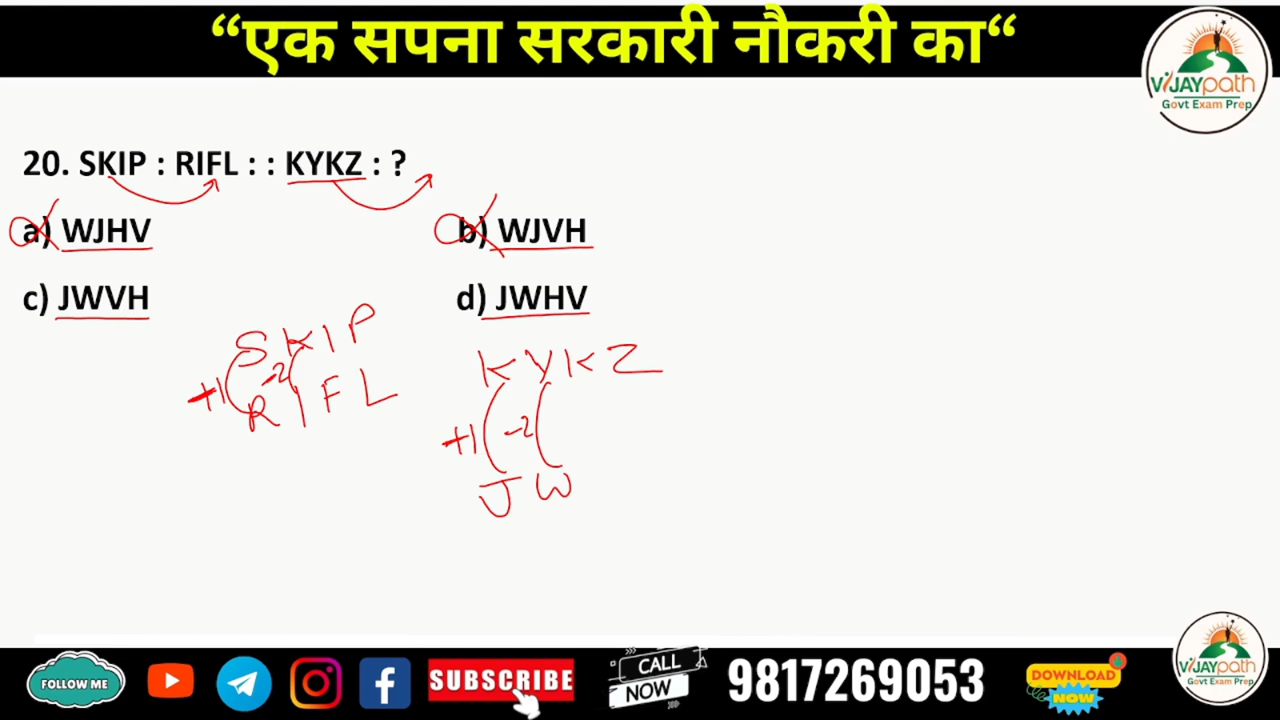 “एक सपना सरकारी नौकरी का“
VIJAYpath
Govt Exam Prep
20. SKIP : RIFL : : KYKZ : ?
a) WJHV
b) WJVH
c) JWVH
d) JWHV
SKIP
+1 -2
RIFL
KYKZ
+1 -2
JW
VIJAYpath
Govt Exam Prep
FOLLOW ME
SUBSCRIBE
CALL
NOW
9817269053
DOWNLOAD
NOW